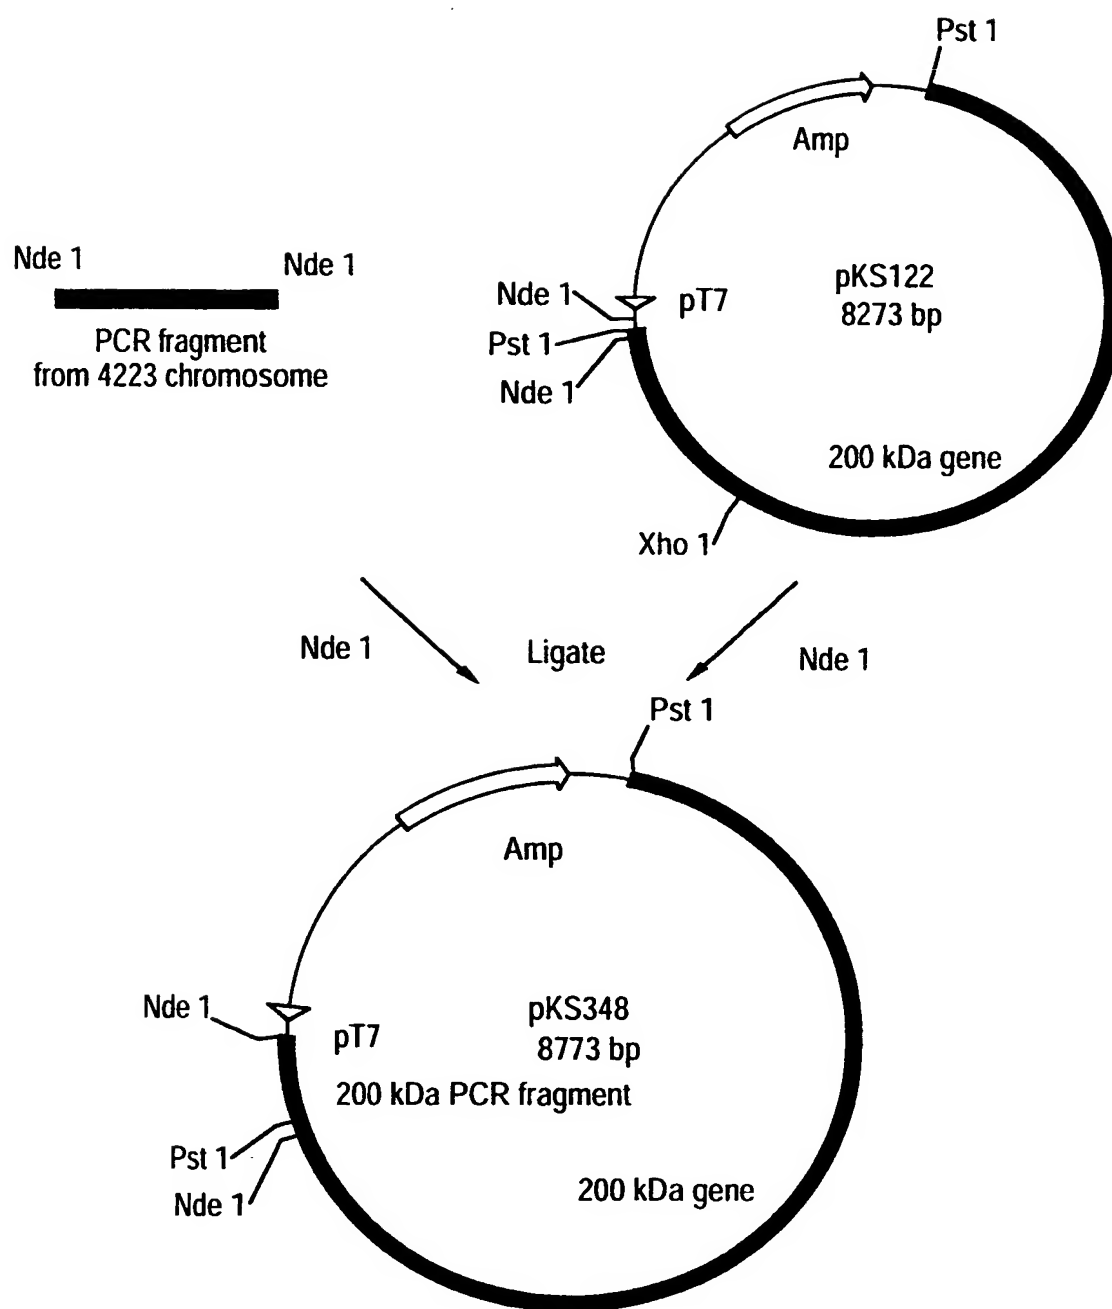 Pst 1
Amp
Nde 1
Nde 1
PCR fragment
from 4223 chromosome
Nde 1
pT7
pKS122
8273 bp
Pst 1
Nde 1
200 kDa gene
Xho 1
Nde 1
Ligate
Nde 1
Pst 1
Amp
Nde 1
pT7
pKS348
8773 bp
200 kDa PCR fragment
Pst 1
Nde 1
200 kDa gene